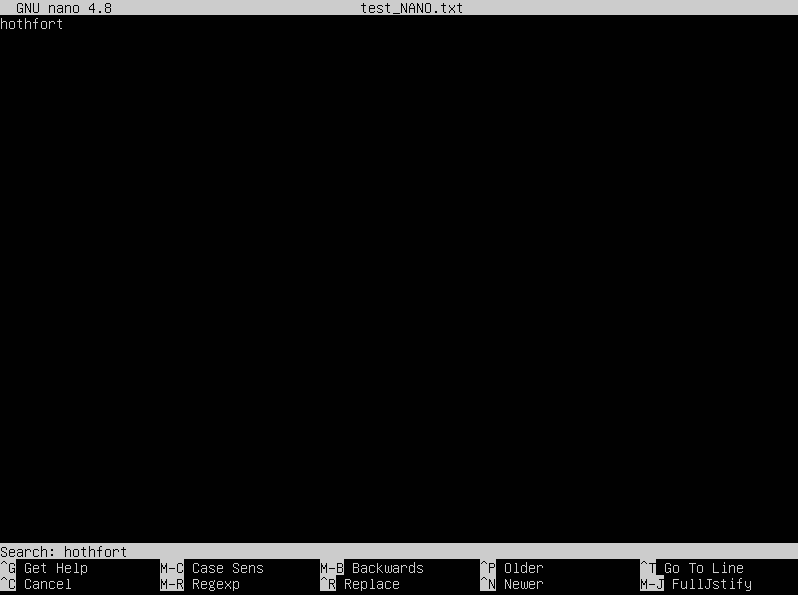 GNU nano 4.8 test_NANO.txt
hothfort
Search: hothfort
^G Get Help M-C Case Sens M-B Backwards ^P Older ^T Go To Line
^C Cancel M-R Regexp ^R Replace ^N Newer M-J FullJstify